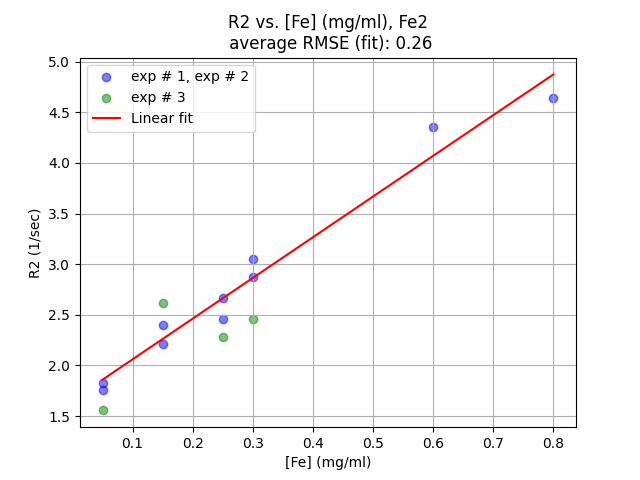 R2 vs. [Fe] (mg/ml), Fe2
average RMSE (fit): 0.26
exp # 1, exp # 2
exp # 3
Linear fit
5.0
4.5
4.0
3.5
3.0
2.5
2.0
1.5
R2 (1/sec)
0.1 0.2 0.3 0.4 0.5 0.6 0.7 0.8
[Fe] (mg/ml)